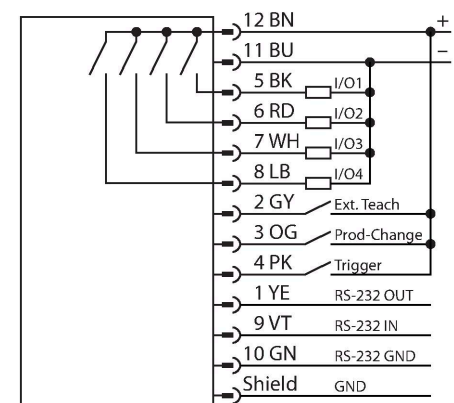 12 BN +
11 BU −
5 BK I/O1
6 RD I/O2
7 WH I/O3
8 LB I/O4
2 GY Ext. Teach
3 OG Prod-Change
4 PK Trigger
1 YE RS-232 OUT
9 VT RS-232 IN
10 GN RS-232 GND
Shield GND